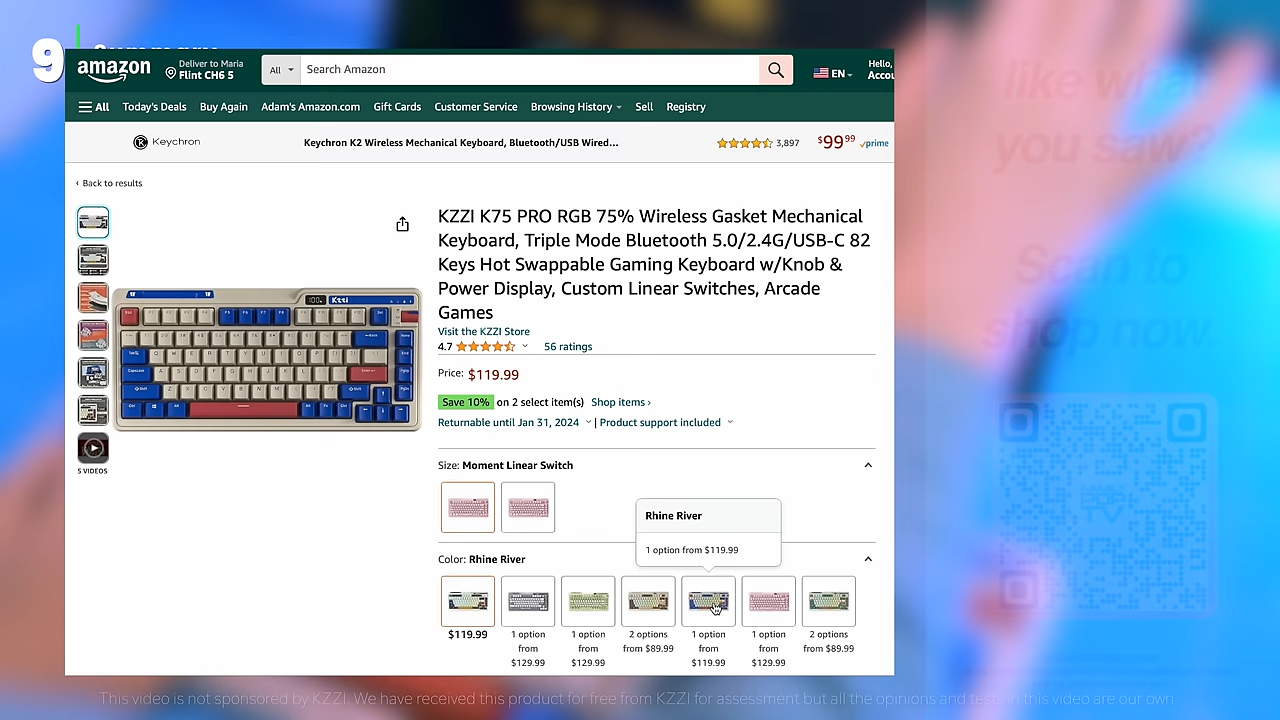 9 Summary
amazon
Deliver to Maria
Flint CH6 5
All
Search Amazon
EN
Hello,
Accou
All Today's Deals Buy Again Adam's Amazon.com Gift Cards Customer Service Browsing History Sell Registry
Keychron
Keychron K2 Wireless Mechanical Keyboard, Bluetooth/USB Wired...
3,897
$99 99
prime
‹ Back to results
KZZI K75 PRO RGB 75% Wireless Gasket Mechanical
Keyboard, Triple Mode Bluetooth 5.0/2.4G/USB-C 82
Keys Hot Swappable Gaming Keyboard w/Knob &
Power Display, Custom Linear Switches, Arcade
Games
Visit the KZZI Store
4.7 56 ratings
Price: $119.99
Save 10% on 2 select item(s) Shop items ›
Returnable until Jan 31, 2024 | Product support included
5 VIDEOS
Size: Moment Linear Switch
Rhine River
1 option from $119.99
Color: Rhine River
$119.99
1 option
from
$129.99
1 option
from
$129.99
2 options
from $89.99
1 option
from
$119.99
1 option
from
$129.99
2 options
from $89.99
100%
Kzzi
like what
you saw?
Scan to
shop now.
This video is not sponsored by KZZI. We have received this product for free from KZZI for assessment but all the opinions and tests in this video are our own.